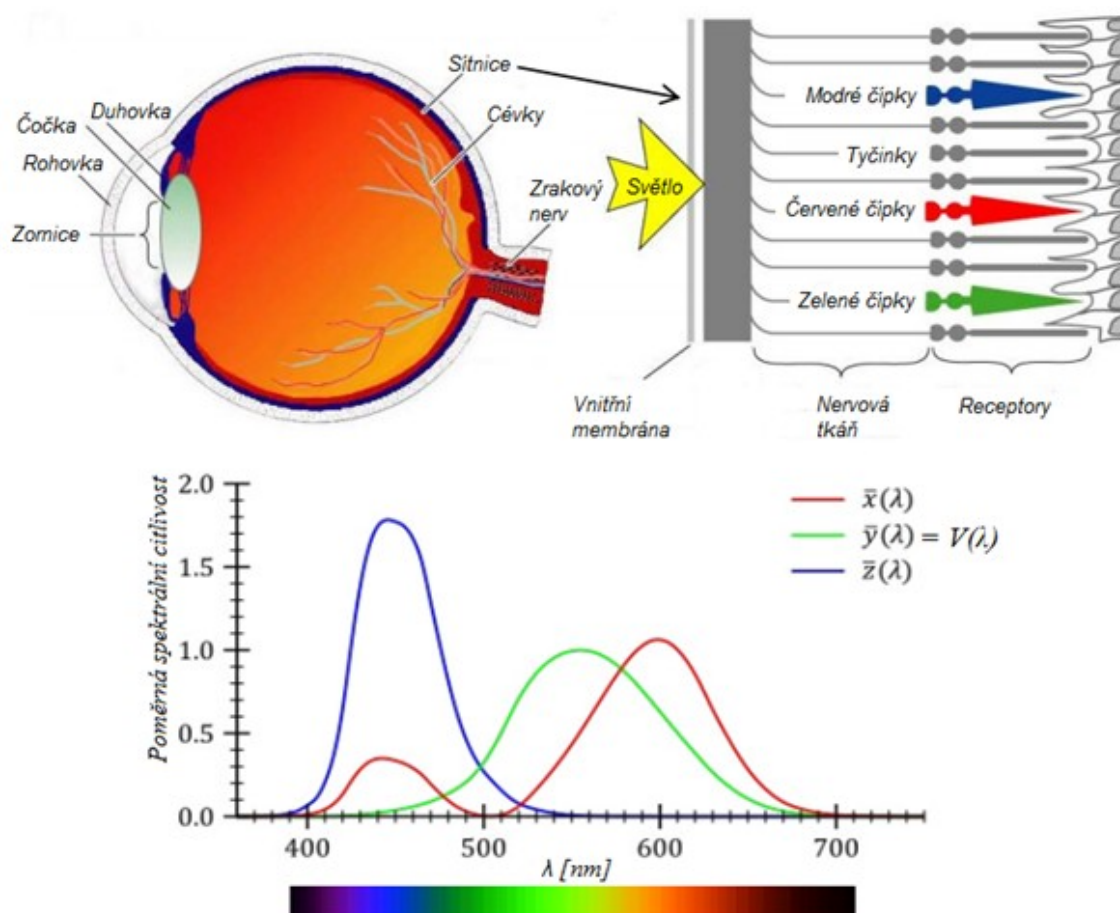 Sítnice
Duhovka
Čočka
Rohovka
Zornice
Cévky
Zrakový
nerv
Světlo
Modré čípky
Tyčinky
Červené čípky
Zelené čípky
Vnitřní
membrána
Nervová
tkáň
Receptory
Poměrná spektrální citlivost
2.0
1.5
1.0
0.5
0.0
400
500
600
700
λ [nm]
x̅(λ)
y̅(λ) = V(λ)
z̅(λ)